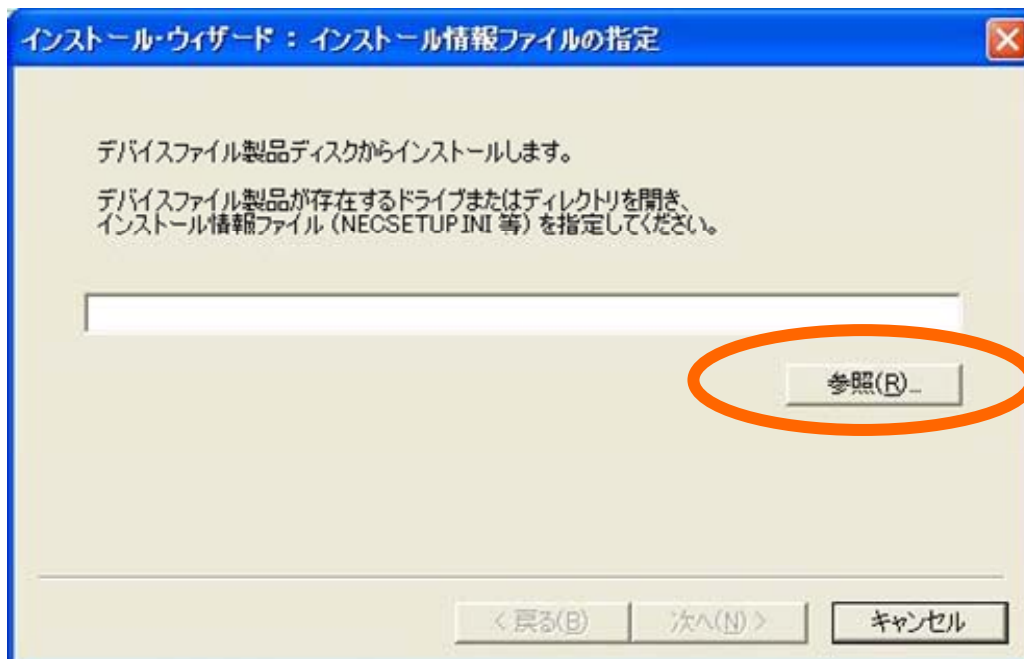 インストール・ウィザード : インストール情報ファイルの指定
デバイスファイル製品ディスクからインストールします。
デバイスファイル製品が存在するドライブまたはディレクトリを開き、
インストール情報ファイル (NECSETUP.INI 等) を指定してください。
参照(R)...
< 戻る(B)
次へ(N) >
キャンセル